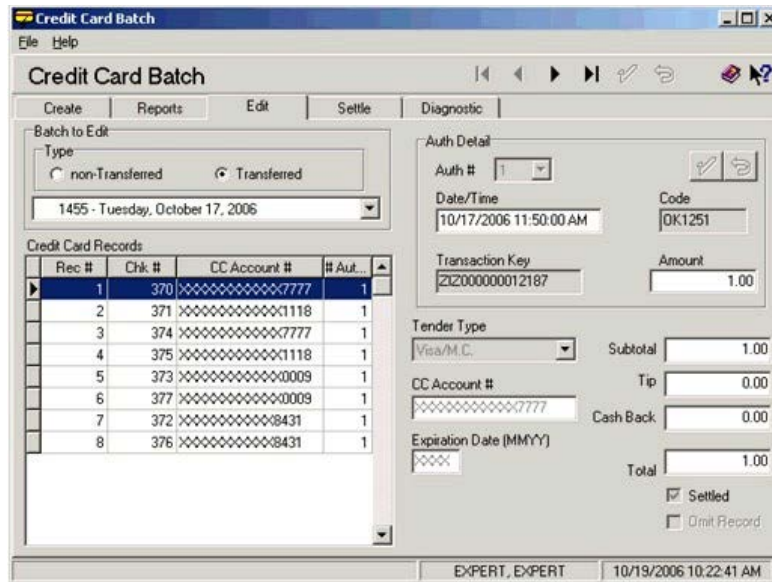 Credit Card Batch
File Help
Credit Card Batch
Create Reports Edit Settle Diagnostic
Batch to Edit
Type
non-Transferred Transferred
1455 - Tuesday, October 17, 2006
Credit Card Records
Rec # Chk # CC Account # # Aut...
1 370 XXXXXXXXXXXX7777 1
2 371 XXXXXXXXXXXX1118 1
3 374 XXXXXXXXXXXX7777 1
4 375 XXXXXXXXXXXX1118 1
5 373 XXXXXXXXXXXX0009 1
6 377 XXXXXXXXXXXX0009 1
7 372 XXXXXXXXXXXX8431 1
8 376 XXXXXXXXXXXX8431 1
Auth Detail
Auth # 1
Date/Time Code
10/17/2006 11:50:00 AM OK1251
Transaction Key Amount
ZIZ000000012187 1.00
Tender Type
Visa/M.C.
Subtotal 1.00
Tip 0.00
CC Account #
XXXXXXXXXXXX7777
Cash Back 0.00
Expiration Date (MMYY)
XXXX
Total 1.00
Settled
Omit Record
EXPERT, EXPERT 10/19/2006 10:22:41 AM